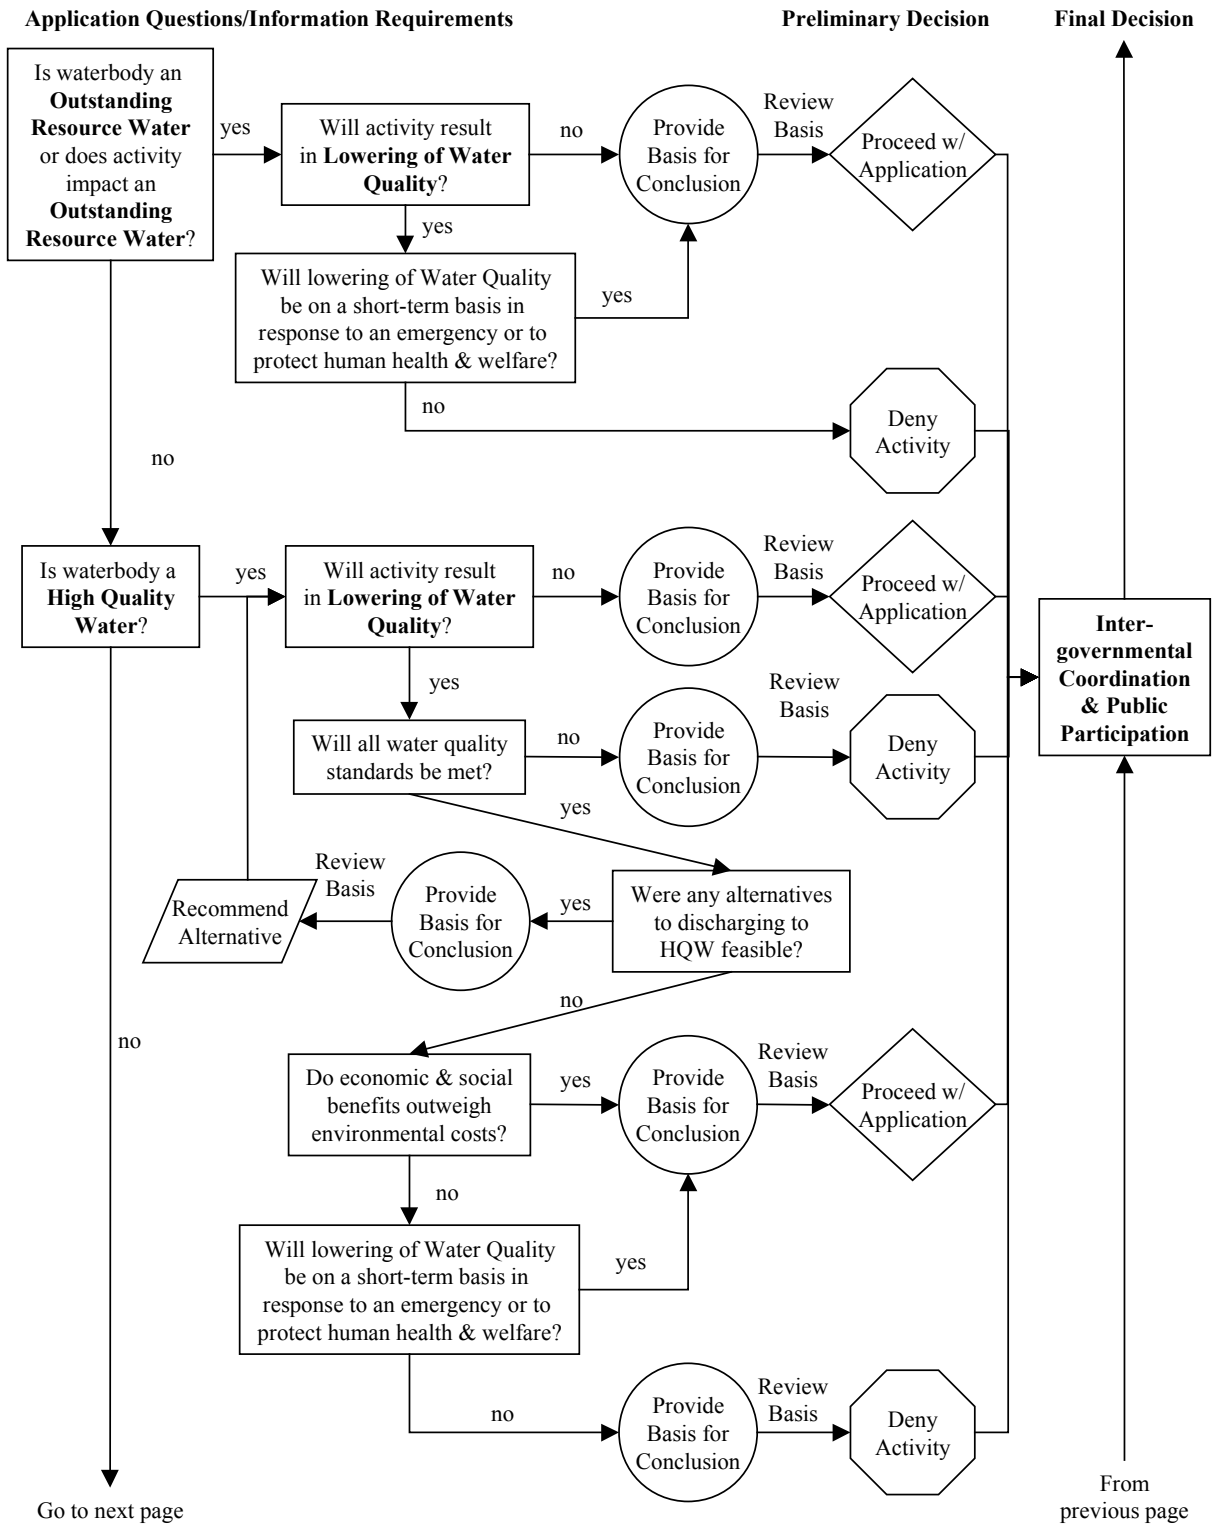 Application Questions/Information Requirements
Preliminary Decision
Final Decision
Is waterbody an
Outstanding
Resource Water
or does activity
impact an
Outstanding
Resource Water?
yes
Will activity result
in Lowering of Water
Quality?
no
Provide
Basis for
Conclusion
Review
Basis
Proceed w/
Application
yes
Will lowering of Water Quality
be on a short-term basis in
response to an emergency or to
protect human health & welfare?
yes
no
Deny
Activity
no
Is waterbody a
High Quality
Water?
yes
Will activity result
in Lowering of Water
Quality?
no
Provide
Basis for
Conclusion
Review
Basis
Proceed w/
Application
Inter-
governmental
Coordination
& Public
Participation
yes
Will all water quality
standards be met?
no
Provide
Basis for
Conclusion
Review
Basis
Deny
Activity
yes
Were any alternatives
to discharging to
HQW feasible?
yes
Provide
Basis for
Conclusion
Review
Basis
Recommend
Alternative
no
no
Do economic & social
benefits outweigh
environmental costs?
yes
Provide
Basis for
Conclusion
Review
Basis
Proceed w/
Application
no
Will lowering of Water Quality
be on a short-term basis in
response to an emergency or to
protect human health & welfare?
yes
no
Provide
Basis for
Conclusion
Review
Basis
Deny
Activity
Go to next page
From
previous page